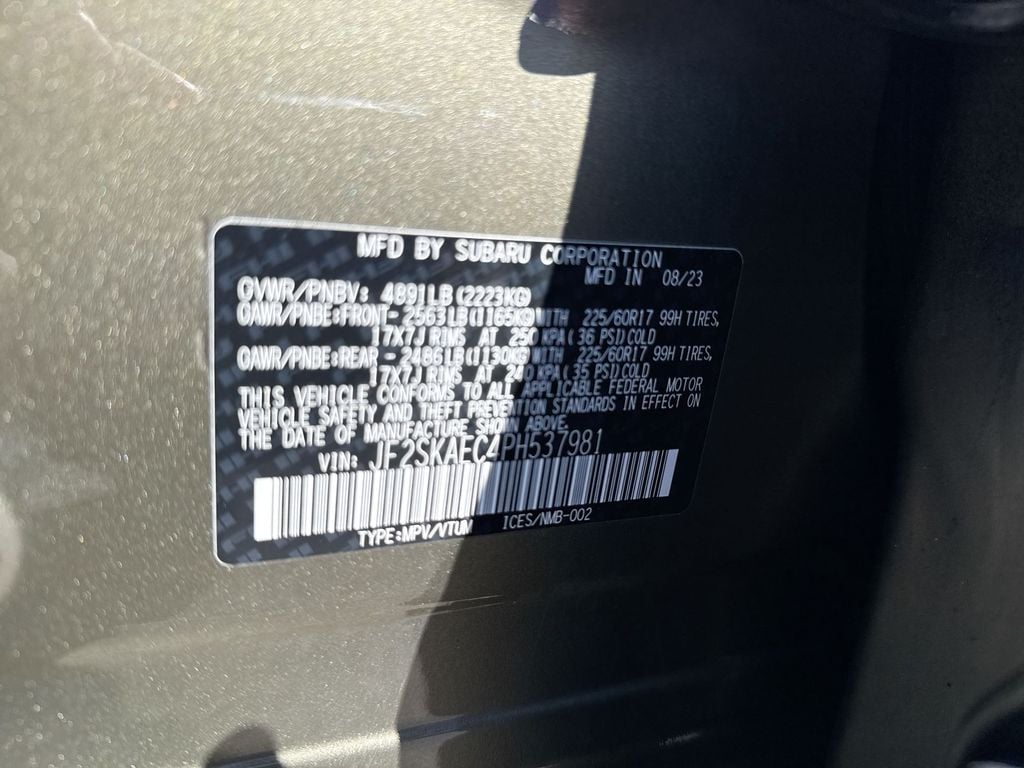 MFD BY SUBARU CORPORATION
MFD IN 08/23
GVWR/PNBV: 4891LB(2223KG)
GAWR/PNBE:FRONT- 2563LB(1165KG)WITH 225/60R17 99H TIRES,
17X7J RIMS AT 250 KPA( 36 PSI)COLD
GAWR/PNBE:REAR - 2486LB(1130KG)WITH 225/60R17 99H TIRES,
17X7J RIMS AT 240 KPA( 35 PSI)COLD
THIS VEHICLE CONFORMS TO ALL APPLICABLE FEDERAL MOTOR
VEHICLE SAFETY AND THEFT PREVENTION STANDARDS IN EFFECT ON
THE DATE OF MANUFACTURE SHOWN ABOVE.
VIN: JF2SKAEC4PH537981
TYPE:MPV/VTUM ICES/NMB-002